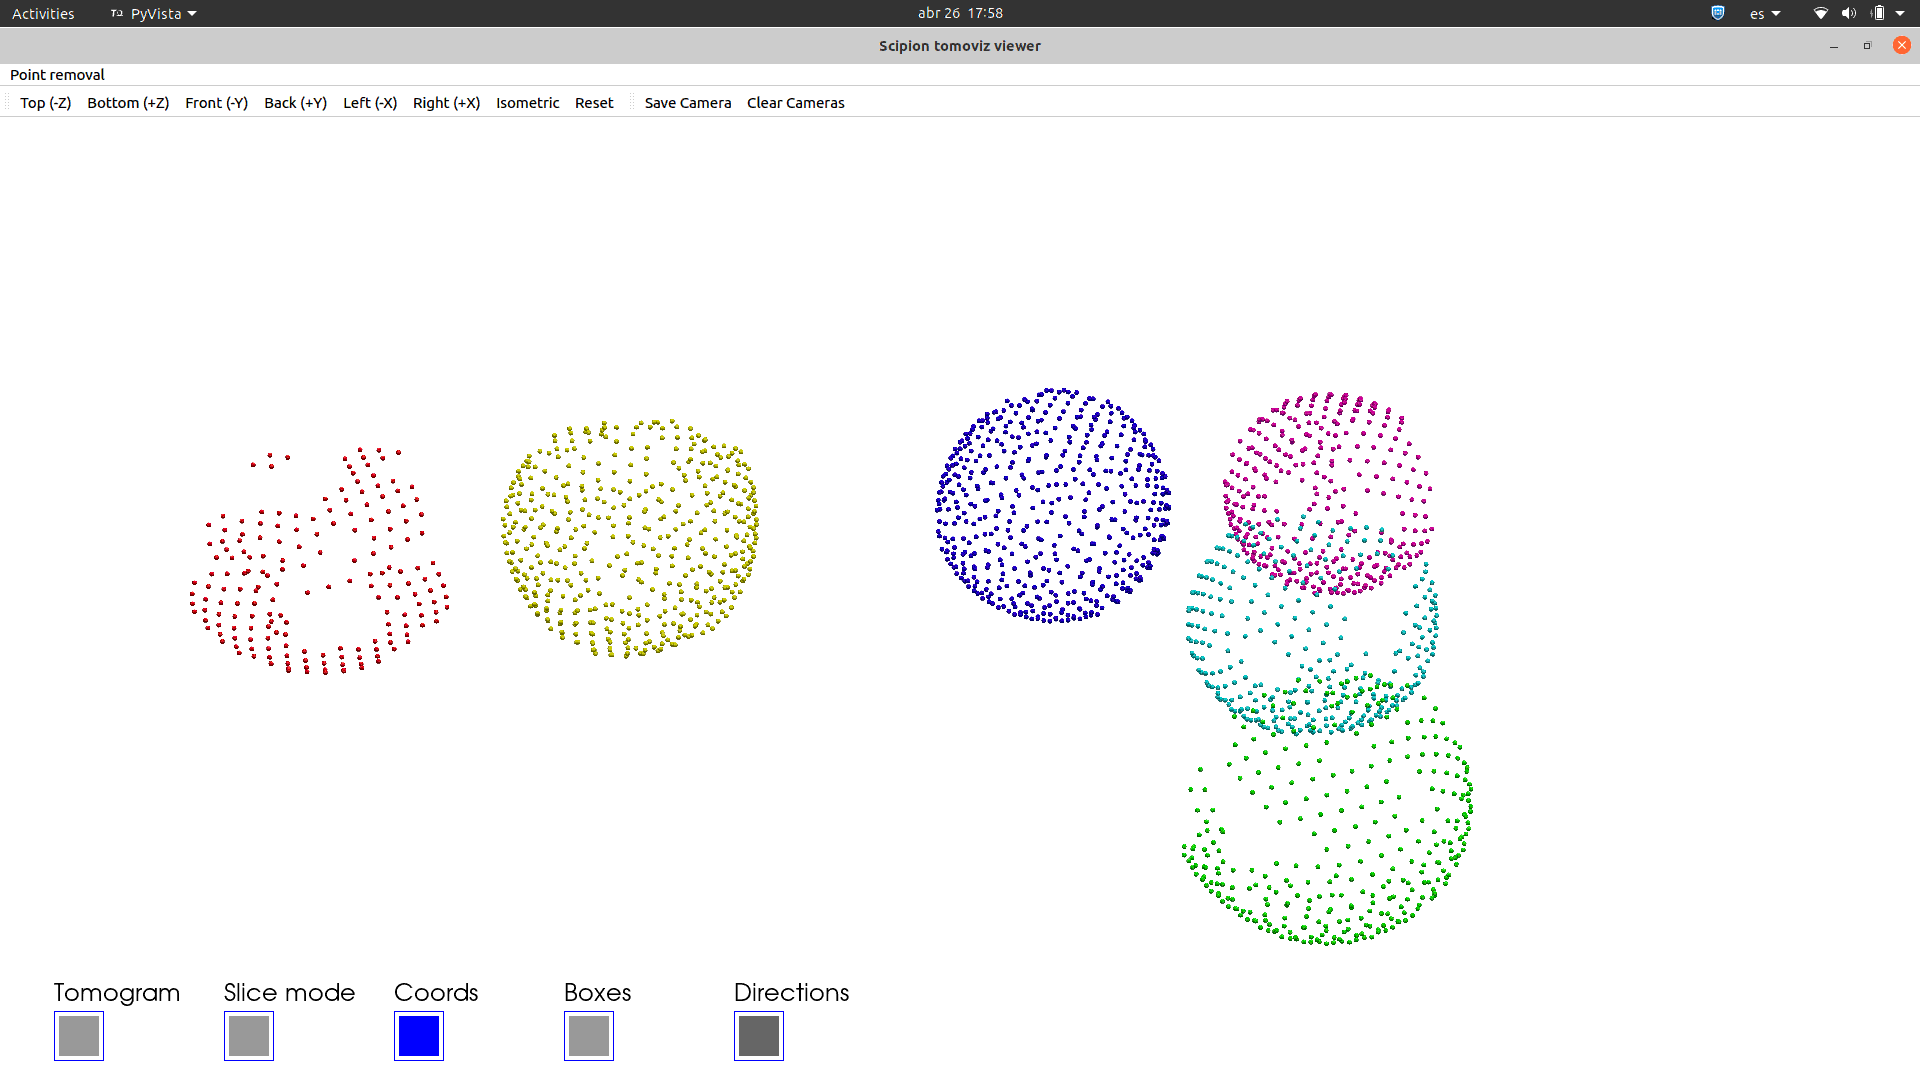 Activities PyVista abr 26 17:58 es
Scipion tomoviz viewer
Point removal
Top (-Z) Bottom (+Z) Front (-Y) Back (+Y) Left (-X) Right (+X) Isometric Reset Save Camera Clear Cameras
Tomogram Slice mode Coords Boxes Directions